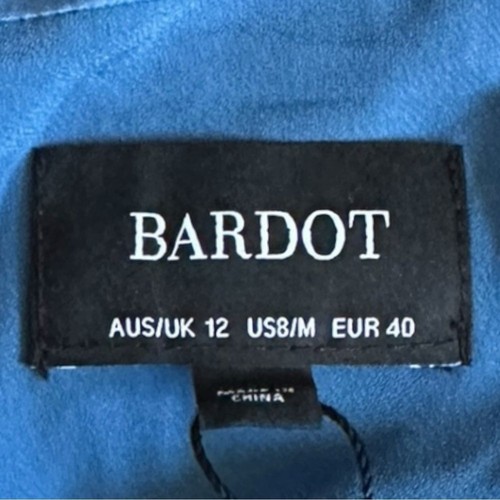 BARDOT
AUS/UK 12 US8/M EUR 40
MADE IN
CHINA